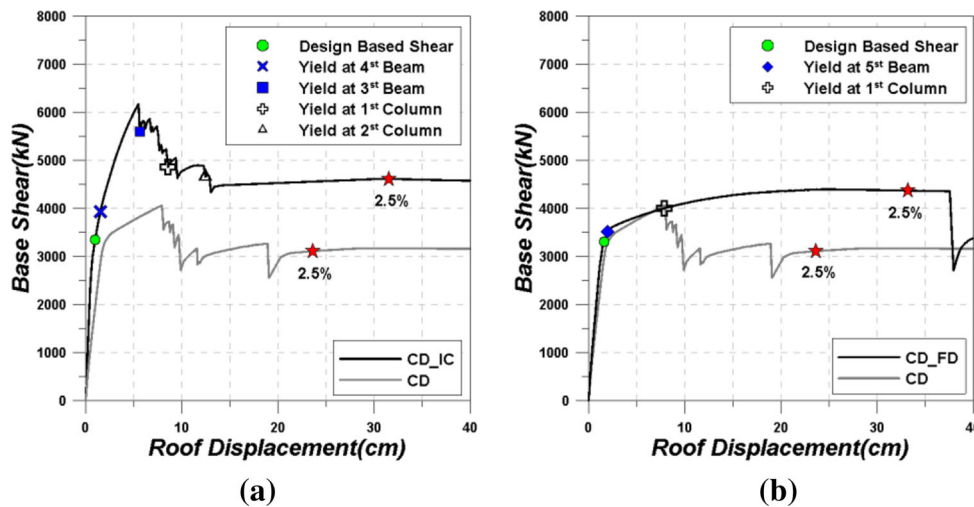 8000
7000
6000
5000
4000
3000
2000
1000
0
Base Shear(kN)
Design Based Shear
Yield at 4st Beam
Yield at 3st Beam
Yield at 1st Column
Yield at 2st Column
2.5%
2.5%
CD_IC
CD
0 10 20 30 40
Roof Displacement(cm)
(a)
8000
7000
6000
5000
4000
3000
2000
1000
0
Base Shear(kN)
Design Based Shear
Yield at 5st Beam
Yield at 1st Column
2.5%
2.5%
CD_FD
CD
0 10 20 30 40
Roof Displacement(cm)
(b)